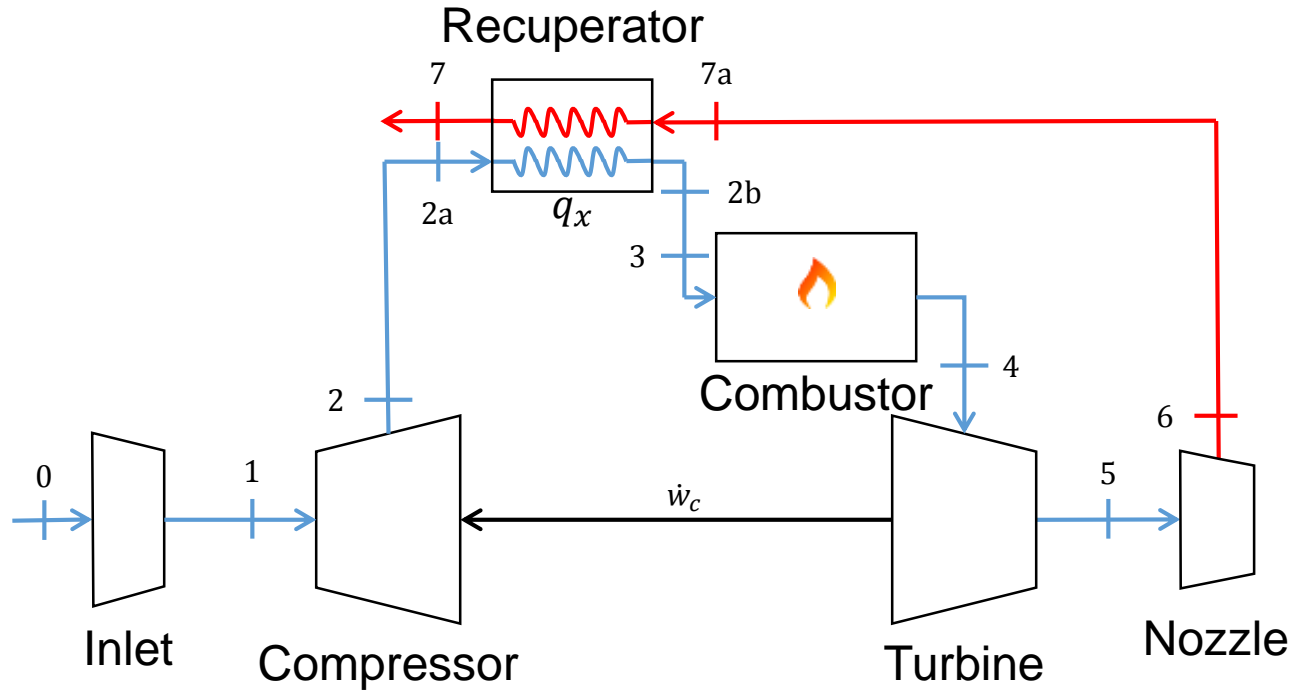 Recuperator
7
7a
2a
q_x
2b
3
Combustor
4
2
6
0
1
ẇ_c
5
Inlet
Compressor
Turbine
Nozzle